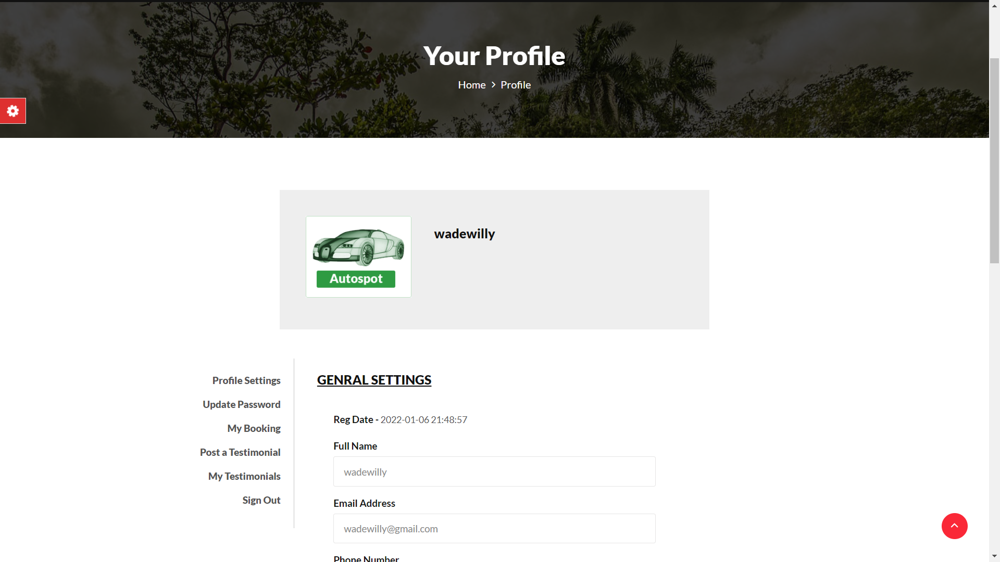 Your Profile
Home > Profile
wadewilly
Autospot
Profile Settings
Update Password
My Booking
Post a Testimonial
My Testimonials
Sign Out
GENRAL SETTINGS
Reg Date - 2022-01-06 21:48:57
Full Name
wadewilly
Email Address
wadewilly@gmail.com
Phone Number